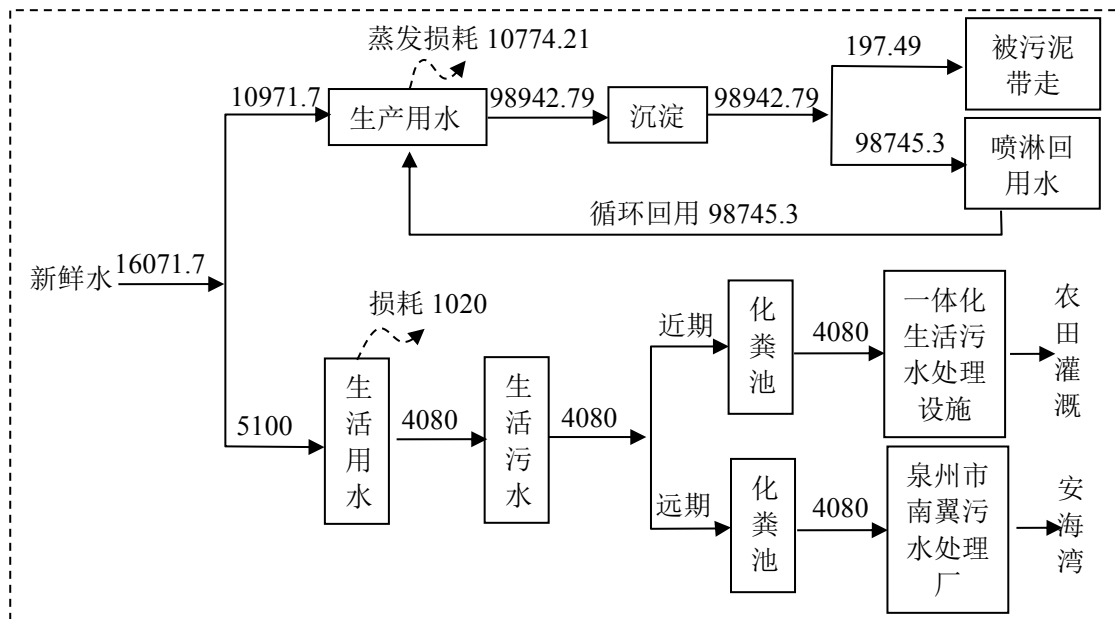 蒸发损耗 10774.21
10971.7
生产用水
98942.79
沉淀
98942.79
197.49
被污泥
带走
98745.3
喷淋回
用水
循环回用 98745.3
新鲜水
16071.7
损耗 1020
5100
生
活
用
水
4080
生
活
污
水
4080
近期
化
粪
池
4080
一体化
生活污
水处理
设施
农
田
灌
溉
远期
化
粪
池
4080
泉州市
南翼污
水处理
厂
安
海
湾